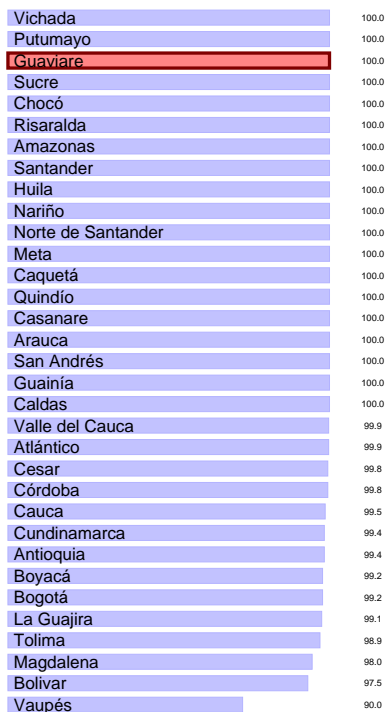 Vichada 100.0
Putumayo 100.0
Guaviare 100.0
Sucre 100.0
Chocó 100.0
Risaralda 100.0
Amazonas 100.0
Santander 100.0
Huila 100.0
Nariño 100.0
Norte de Santander 100.0
Meta 100.0
Caquetá 100.0
Quindío 100.0
Casanare 100.0
Arauca 100.0
San Andrés 100.0
Guainía 100.0
Caldas 100.0
Valle del Cauca 99.9
Atlántico 99.9
Cesar 99.8
Córdoba 99.8
Cauca 99.5
Cundinamarca 99.4
Antioquia 99.4
Boyacá 99.2
Bogotá 99.2
La Guajira 99.1
Tolima 98.9
Magdalena 98.0
Bolivar 97.5
Vaupés 90.0